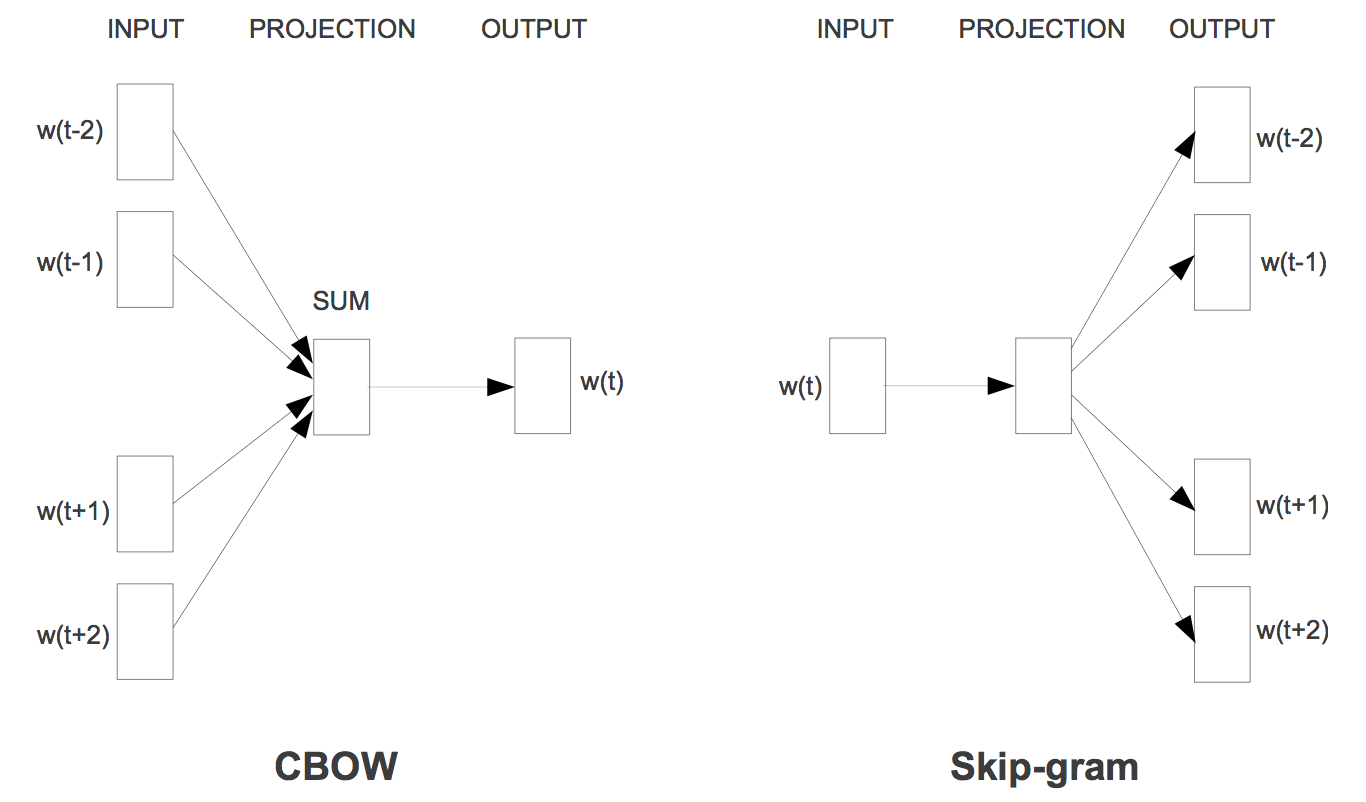 INPUT PROJECTION OUTPUT
w(t-2)
w(t-1)
SUM
w(t)
w(t+1)
w(t+2)
CBOW
INPUT PROJECTION OUTPUT
w(t-2)
w(t-1)
w(t)
w(t+1)
w(t+2)
Skip-gram